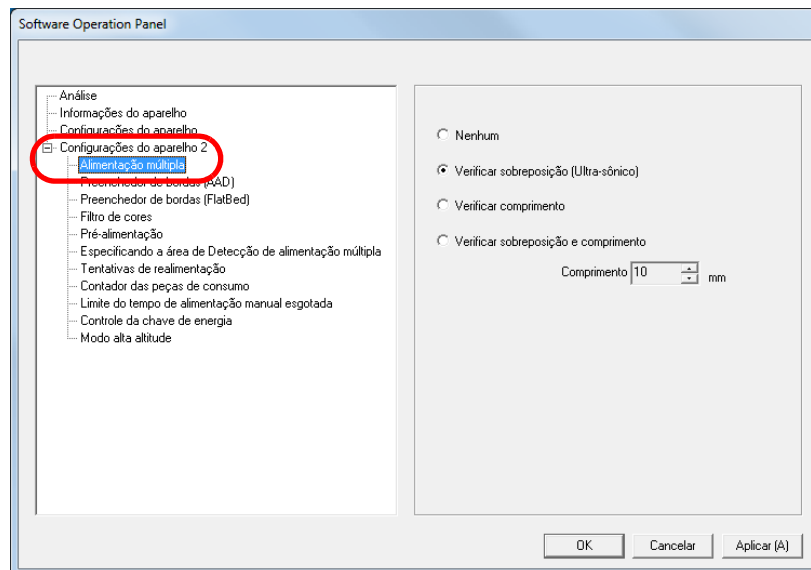 Software Operation Panel
Análise
Informações do aparelho
Configurações do aparelho
Configurações do aparelho 2
Alimentação múltipla
Preenchedor de bordas (AAD)
Preenchedor de bordas (FlatBed)
Filtro de cores
Pré-alimentação
Especificando a área de Detecção de alimentação múltipla
Tentativas de realimentação
Contador das peças de consumo
Limite do tempo de alimentação manual esgotada
Controle da chave de energia
Modo alta altitude
Nenhum
Verificar sobreposição (Ultra-sônico)
Verificar comprimento
Verificar sobreposição e comprimento
Comprimento 10 mm
OK Cancelar Aplicar (A)